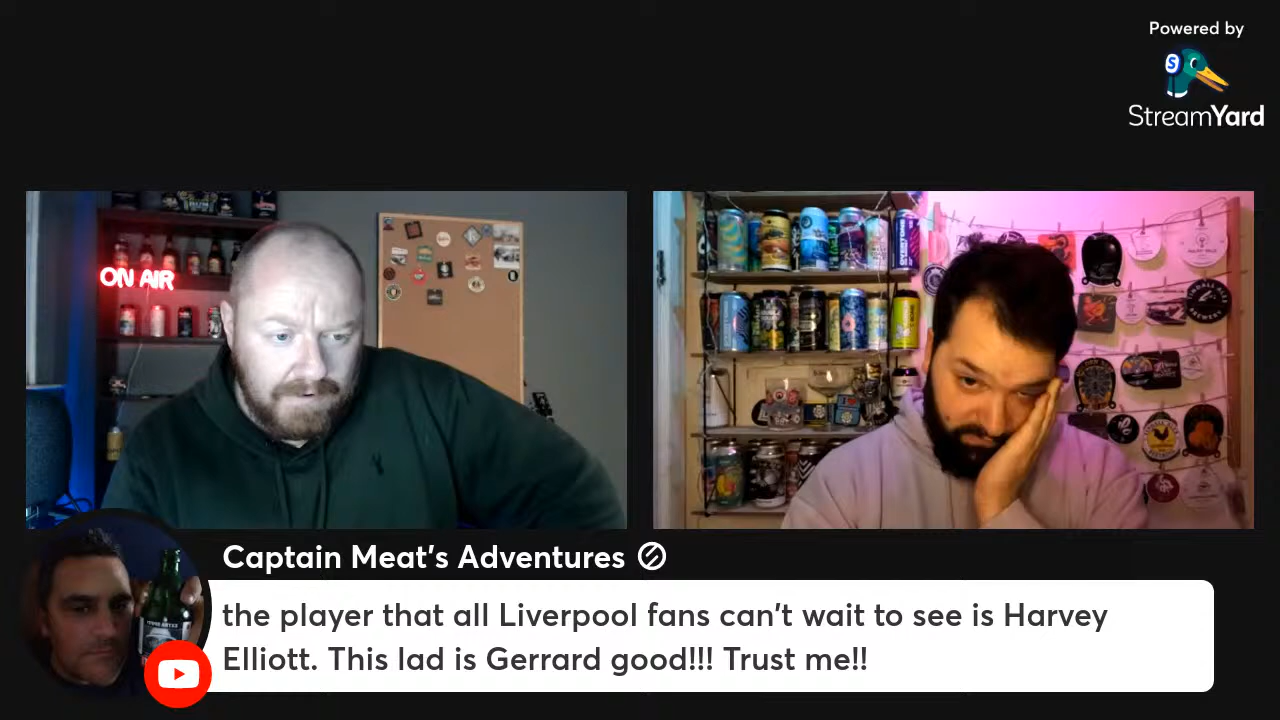 Powered by
StreamYard
ON AIR
Captain Meat's Adventures
the player that all Liverpool fans can't wait to see is Harvey
Elliott. This lad is Gerrard good!!! Trust me!!